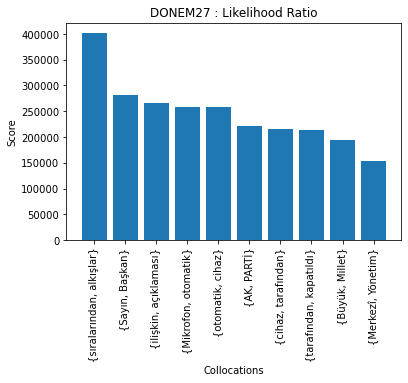 DONEM27 : Likelihood Ratio
400000
350000
300000
250000
200000
150000
100000
50000
0
Score
{sıralarından, alkışlar}
{Sayın, Başkan}
{ilişkin, açıklaması}
{Mikrofon, otomatik}
{otomatik, cihaz}
{AK, PARTİ}
{cihaz, tarafından}
{tarafından, kapatıldı}
{Büyük, Millet}
{Merkezî, Yönetim}
Collocations